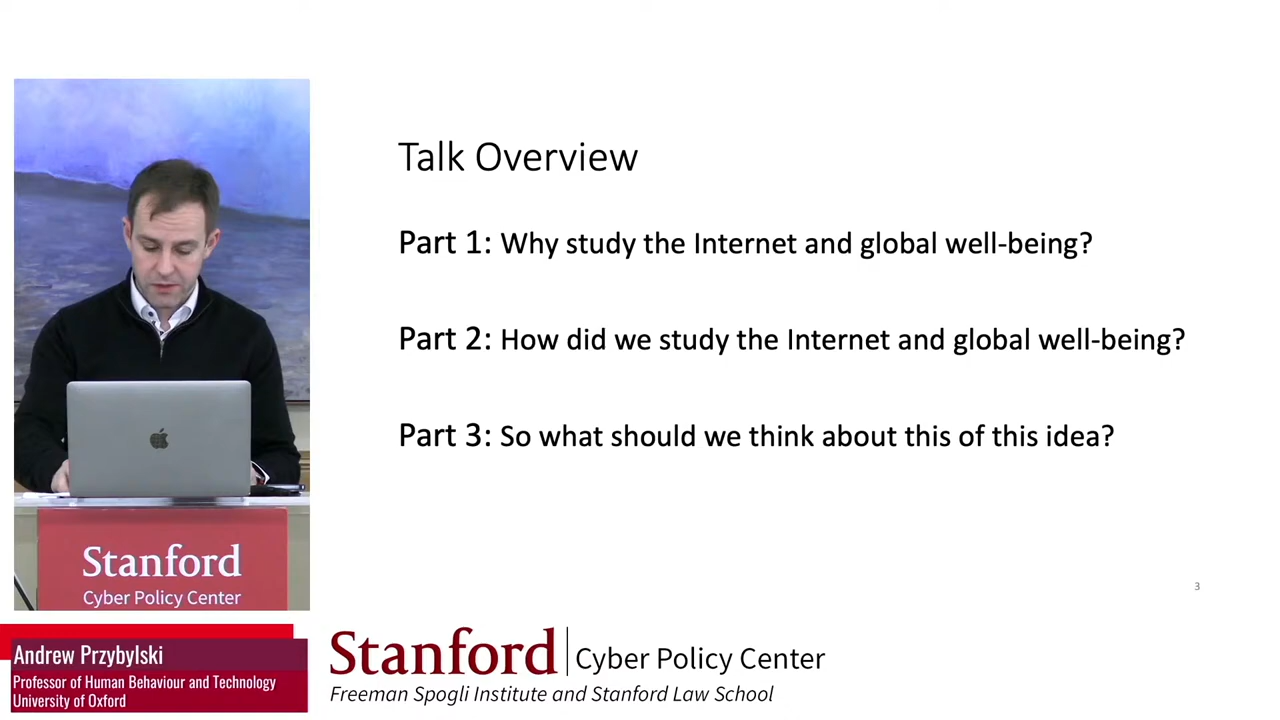 Talk Overview
Part 1: Why study the Internet and global well-being?
Part 2: How did we study the Internet and global well-being?
Part 3: So what should we think about this of this idea?
3
Stanford
Cyber Policy Center
Andrew Przybylski
Professor of Human Behaviour and Technology
University of Oxford
Stanford
Cyber Policy Center
Freeman Spogli Institute and Stanford Law School